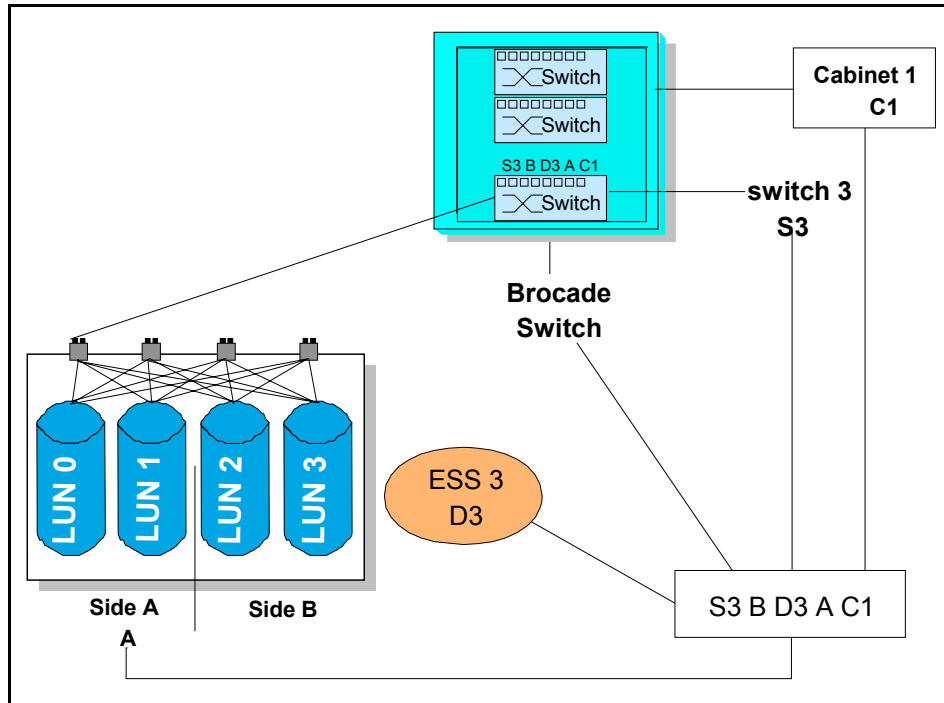 Switch
Switch
S3 B D3 A C1
Switch
Cabinet 1
C1
switch 3
S3
Brocade
Switch
LUN 0
LUN 1
LUN 2
LUN 3
ESS 3
D3
Side A
A
Side B
S3 B D3 A C1